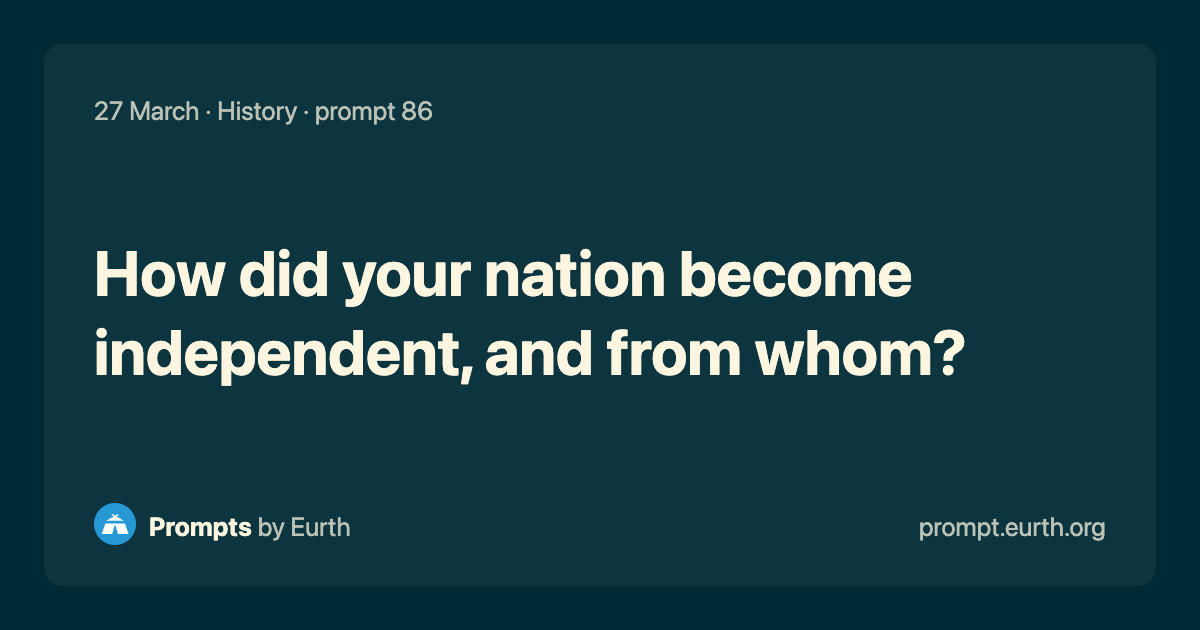 27 March · History · prompt 86
How did your nation become
independent, and from whom?
Prompts by Eurth
prompt.eurth.org